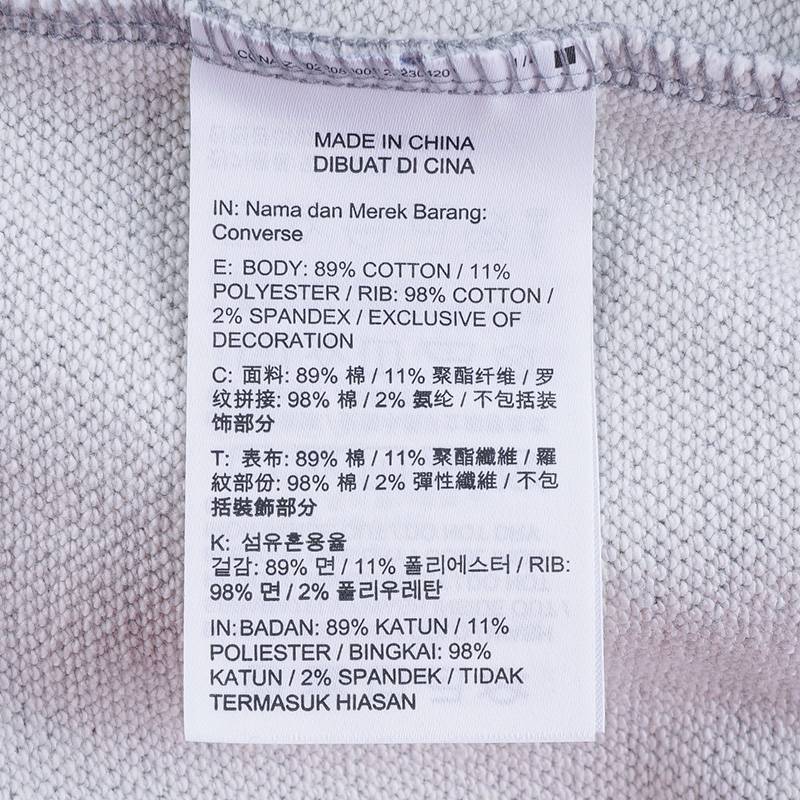 MADE IN CHINA
DIBUAT DI CINA
IN: Nama dan Merek Barang:
Converse
E: BODY: 89% COTTON / 11%
POLYESTER / RIB: 98% COTTON /
2% SPANDEX / EXCLUSIVE OF
DECORATION
C: 面料: 89% 棉 / 11% 聚酯纤维 / 罗
纹拼接: 98% 棉 / 2% 氨纶 / 不包括装
饰部分
T: 表布: 89% 棉 / 11% 聚酯纖維 / 羅
紋部份: 98% 棉 / 2% 彈性纖維 / 不包
括裝飾部分
K: 섬유혼용율
겉감: 89% 면 / 11% 폴리에스터 / RIB:
98% 면 / 2% 폴리우레탄
IN:BADAN: 89% KATUN / 11%
POLIESTER / BINGKAI: 98%
KATUN / 2% SPANDEK / TIDAK
TERMASUK HIASAN